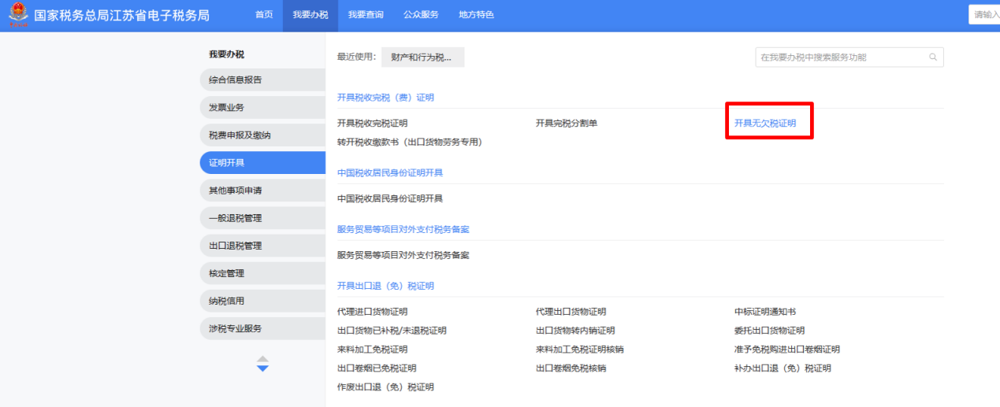 国家税务总局江苏省电子税务局 首页 我要办税 我要查询 公众服务 地方特色 请输入
我要办税
综合信息报告
发票业务
税费申报及缴纳
证明开具
其他事项申请
一般退税管理
出口退税管理
核定管理
纳税信用
涉税专业服务
最近使用： 财产和行为税... 在我要办税中搜索服务功能
开具税收完税（费）证明
开具税收完税证明 开具完税分割单 开具无欠税证明
转开税收缴款书（出口货物劳务专用）
中国税收居民身份证明开具
中国税收居民身份证明开具
服务贸易等项目对外支付税务备案
服务贸易等项目对外支付税务备案
开具出口退（免）税证明
代理进口货物证明 代理出口货物证明 中标证明通知书
出口货物已补税/未退税证明 出口货物转内销证明 委托出口货物证明
来料加工免税证明 来料加工免税证明核销 准予免税购进出口卷烟证明
出口卷烟已免税证明 出口卷烟免税核销 补办出口退（免）税证明
作废出口退（免）税证明